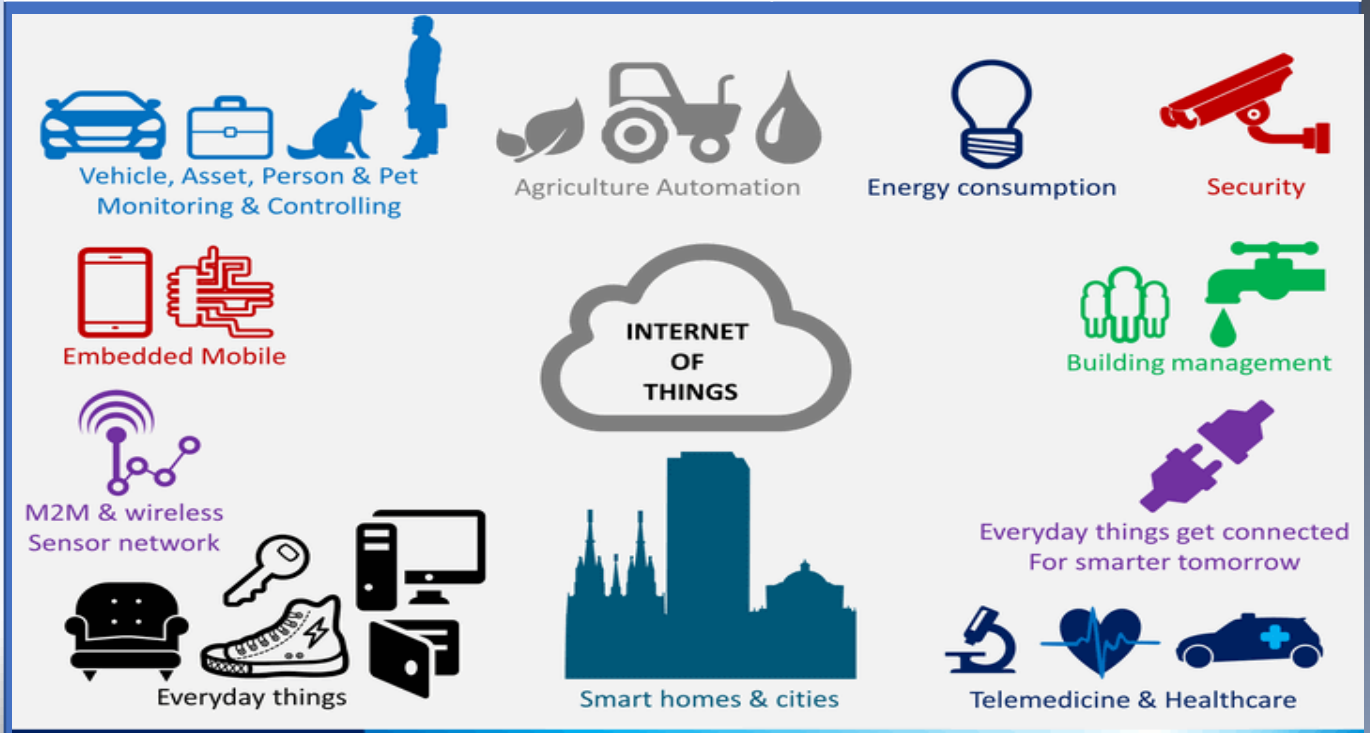 Vehicle, Asset, Person & Pet
Monitoring & Controlling
Agriculture Automation
Energy consumption
Security
Embedded Mobile
INTERNET
OF
THINGS
Building management
M2M & wireless
Sensor network
Everyday things get connected
For smarter tomorrow
Everyday things
Smart homes & cities
Telemedicine & Healthcare